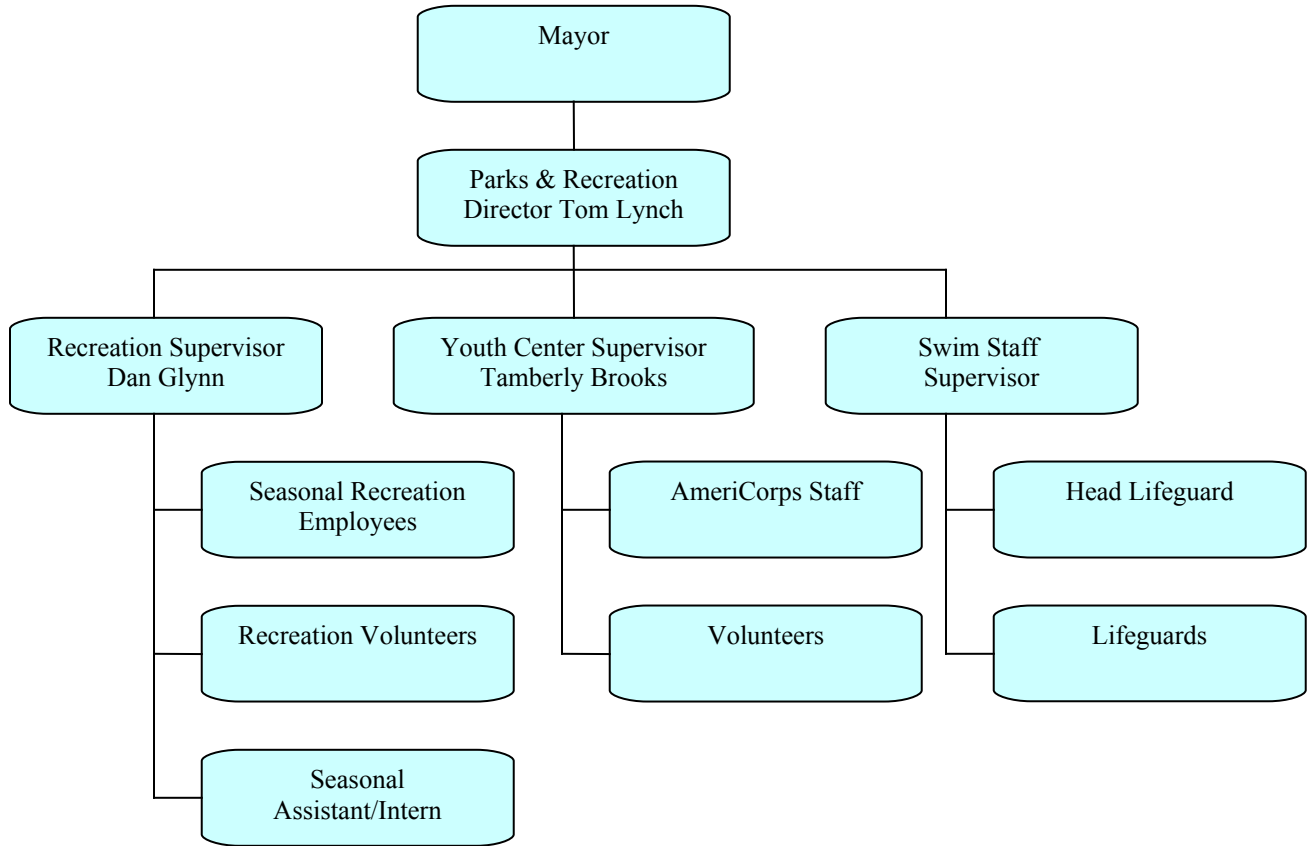 Mayor
Parks & Recreation
Director Tom Lynch
Recreation Supervisor
Dan Glynn
Youth Center Supervisor
Tamberly Brooks
Swim Staff
Supervisor
Seasonal Recreation
Employees
AmeriCorps Staff
Head Lifeguard
Recreation Volunteers
Volunteers
Lifeguards
Seasonal
Assistant/Intern